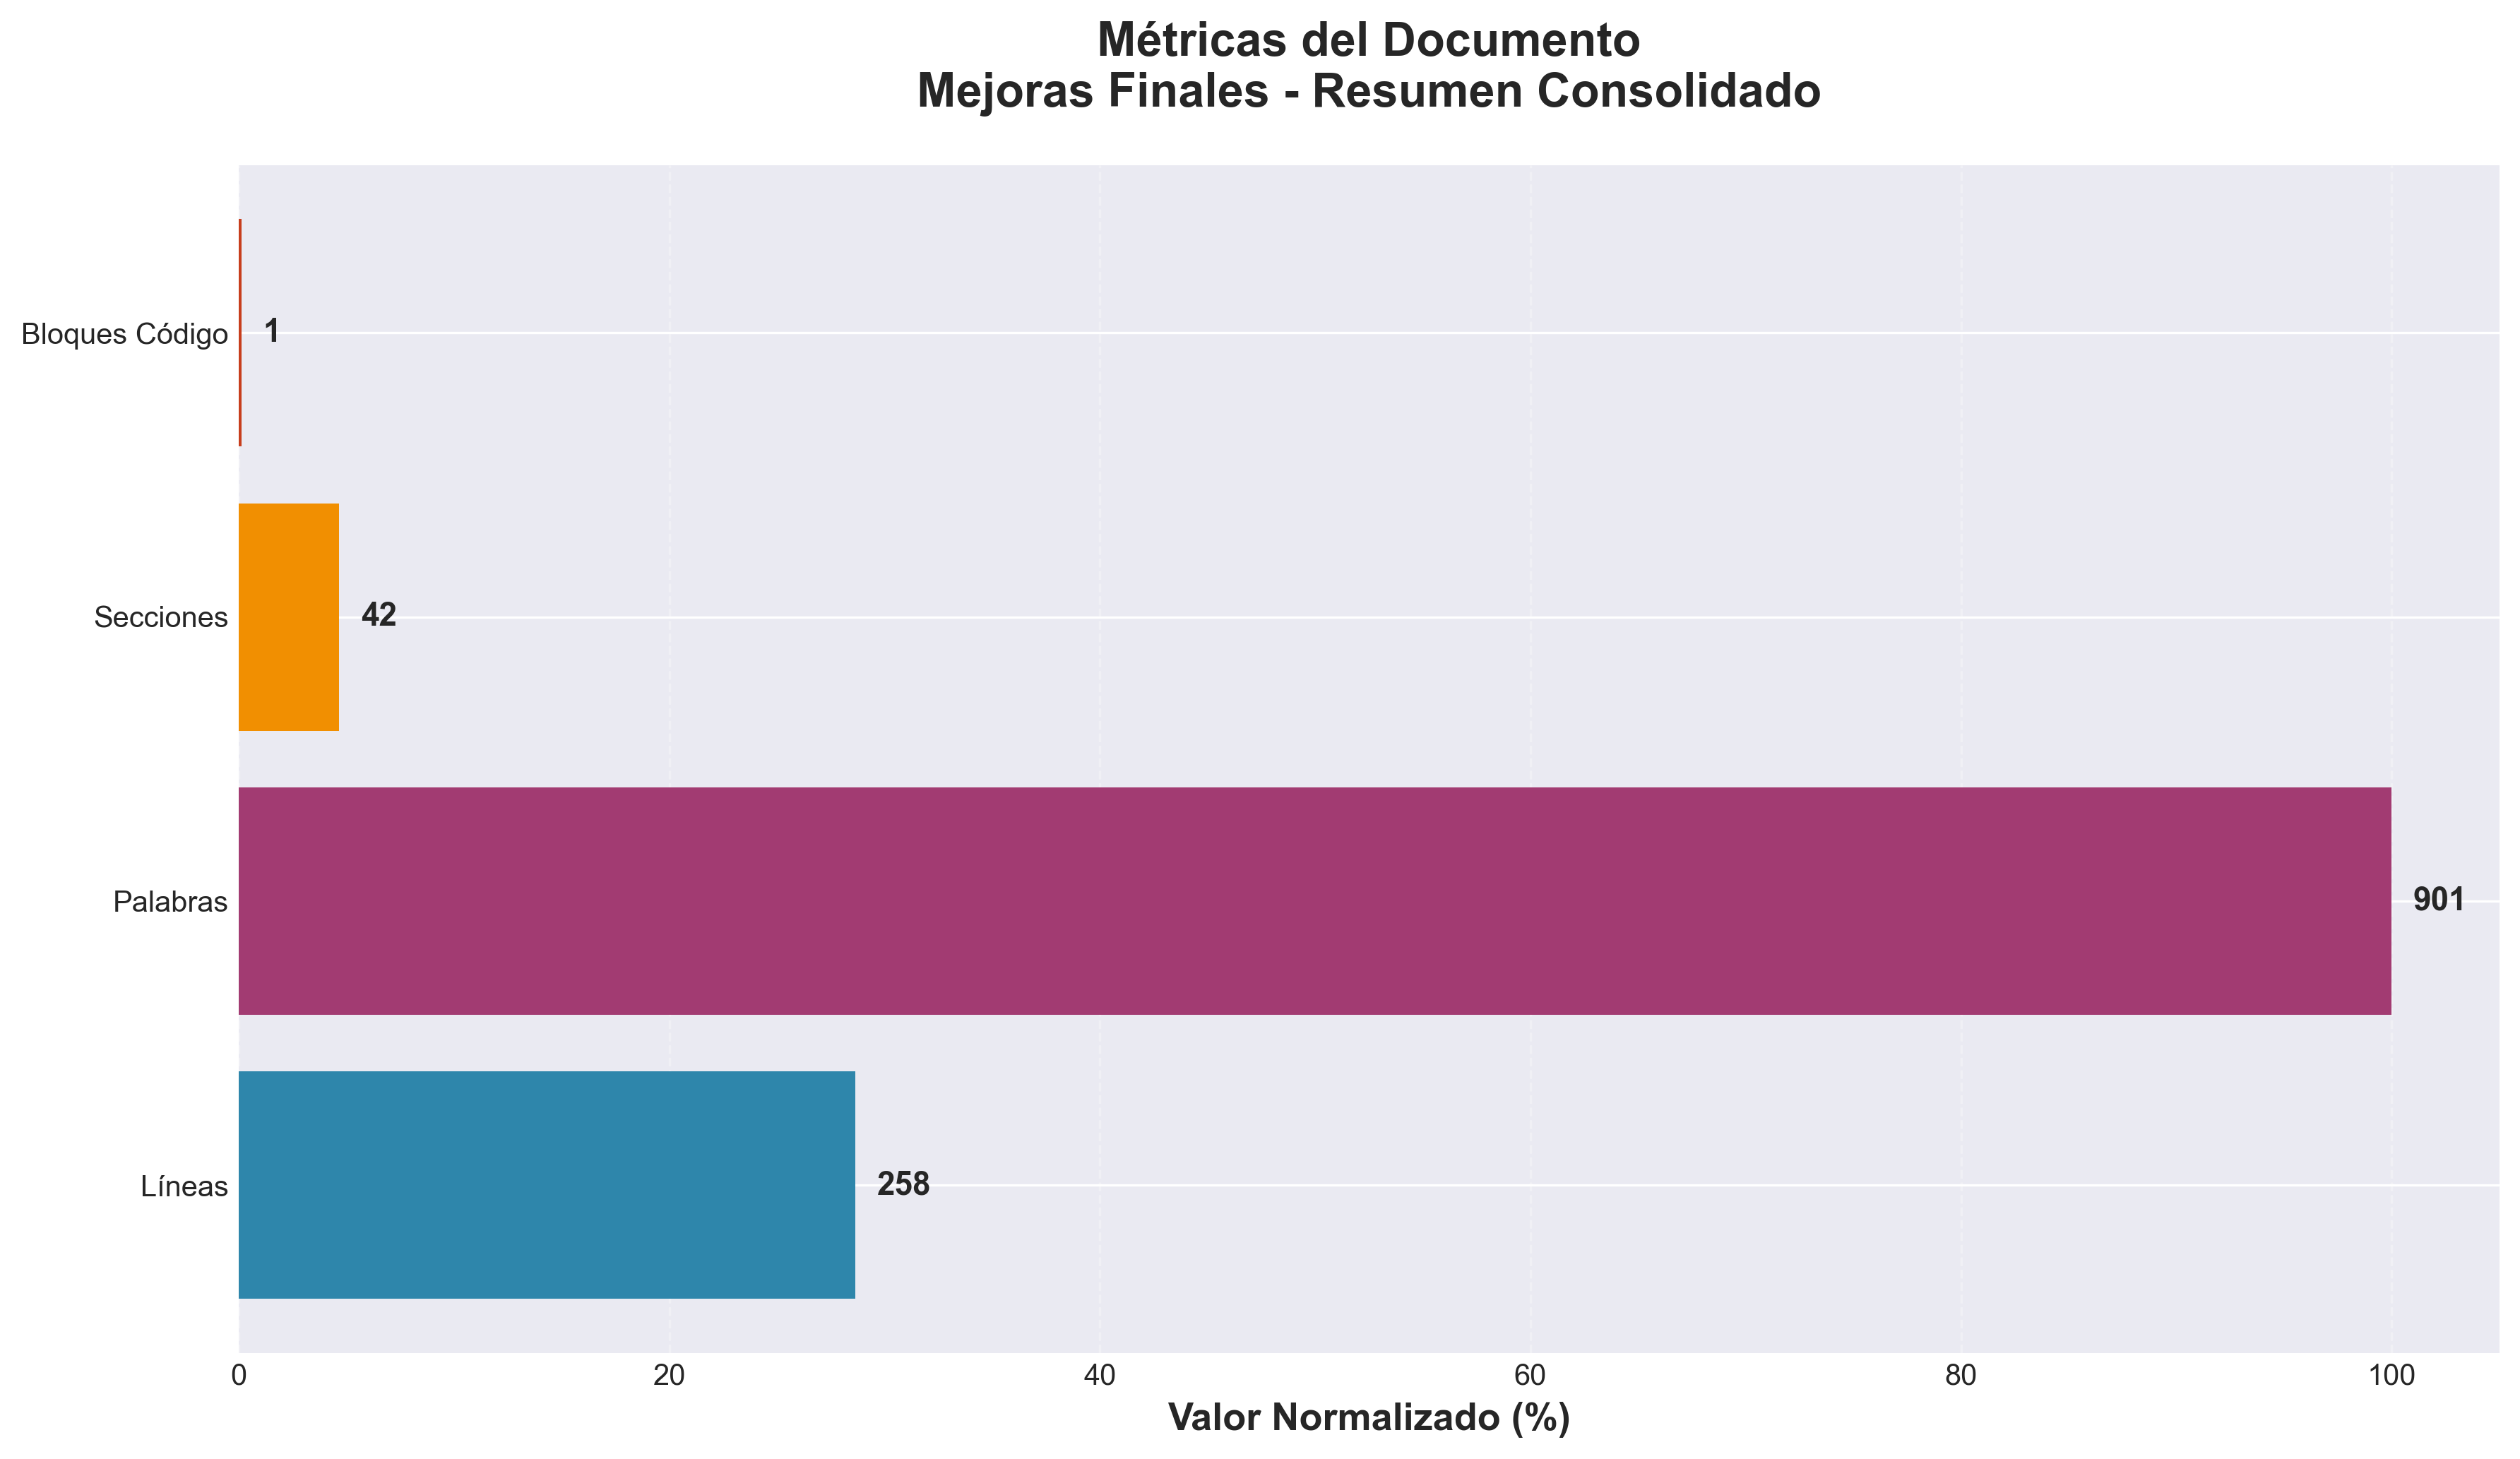 Métricas del Documento
Mejoras Finales - Resumen Consolidado
Bloques Código
1
Secciones
42
Palabras
901
Líneas
258
0 20 40 60 80 100
Valor Normalizado (%)